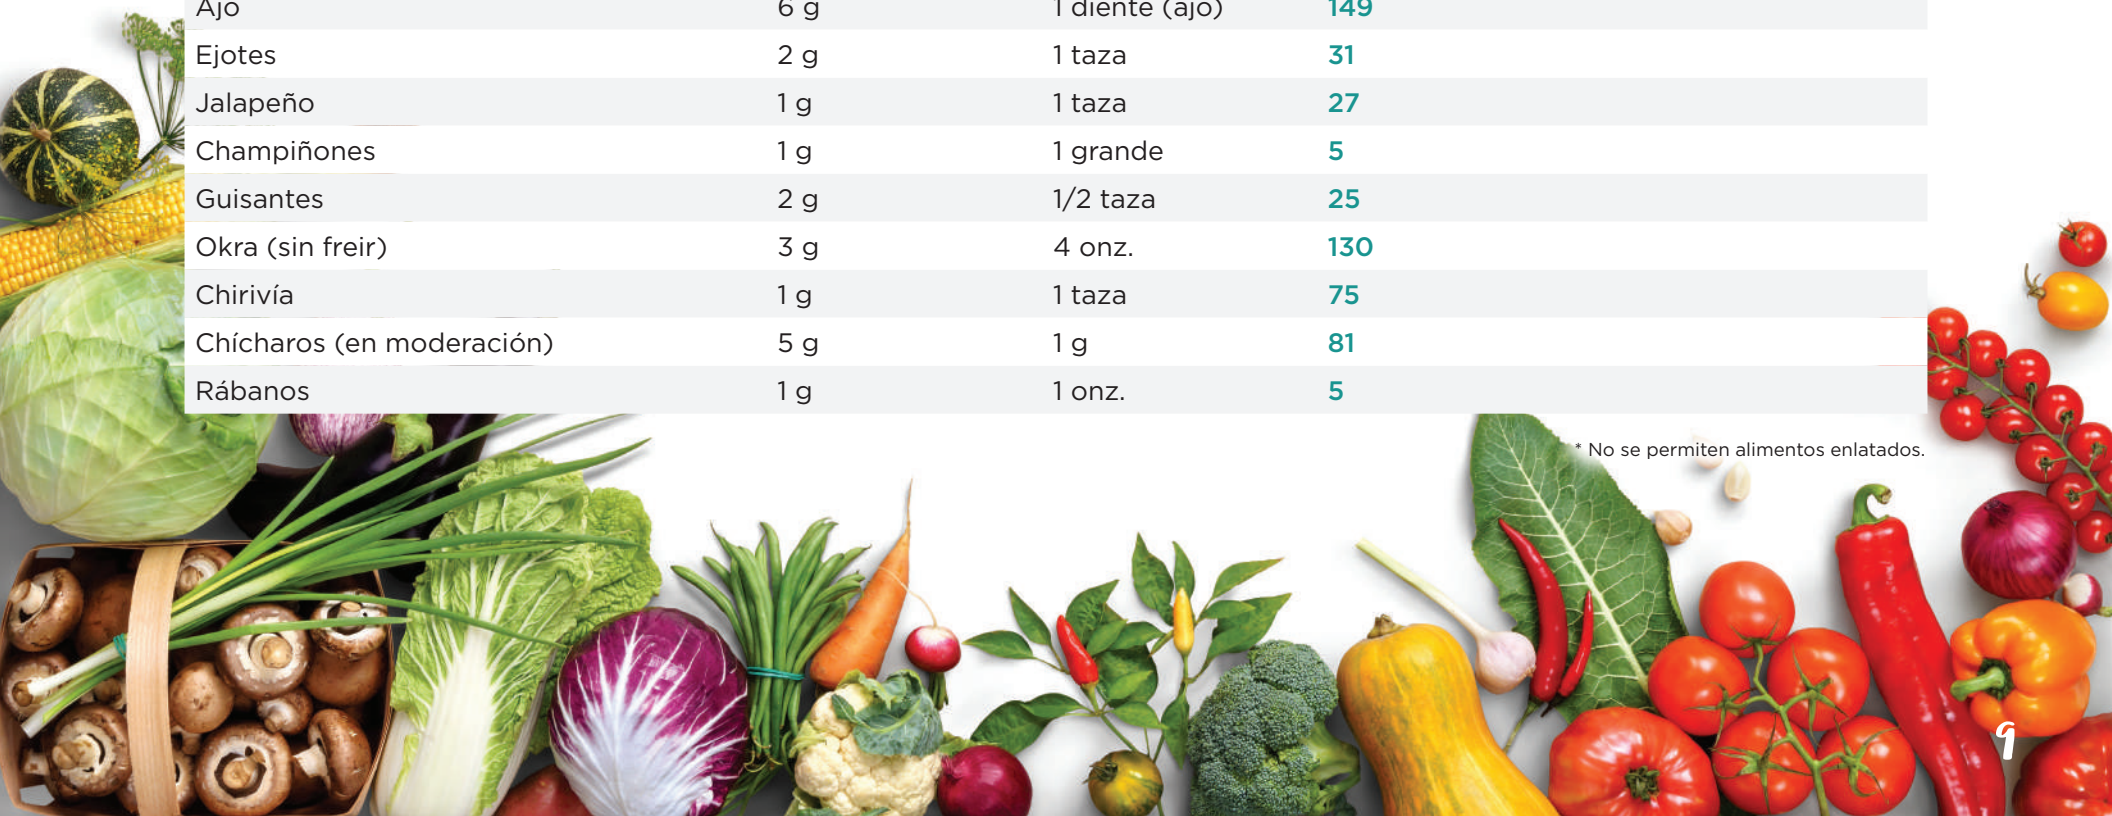 Ajo 6 g 1 diente (ajo) 149
Ejotes 2 g 1 taza 31
Jalapeño 1 g 1 taza 27
Champiñones 1 g 1 grande 5
Guisantes 2 g 1/2 taza 25
Okra (sin freir) 3 g 4 onz. 130
Chirivía 1 g 1 taza 75
Chícharos (en moderación) 5 g 1 g 81
Rábanos 1 g 1 onz. 5
* No se permiten alimentos enlatados.
9